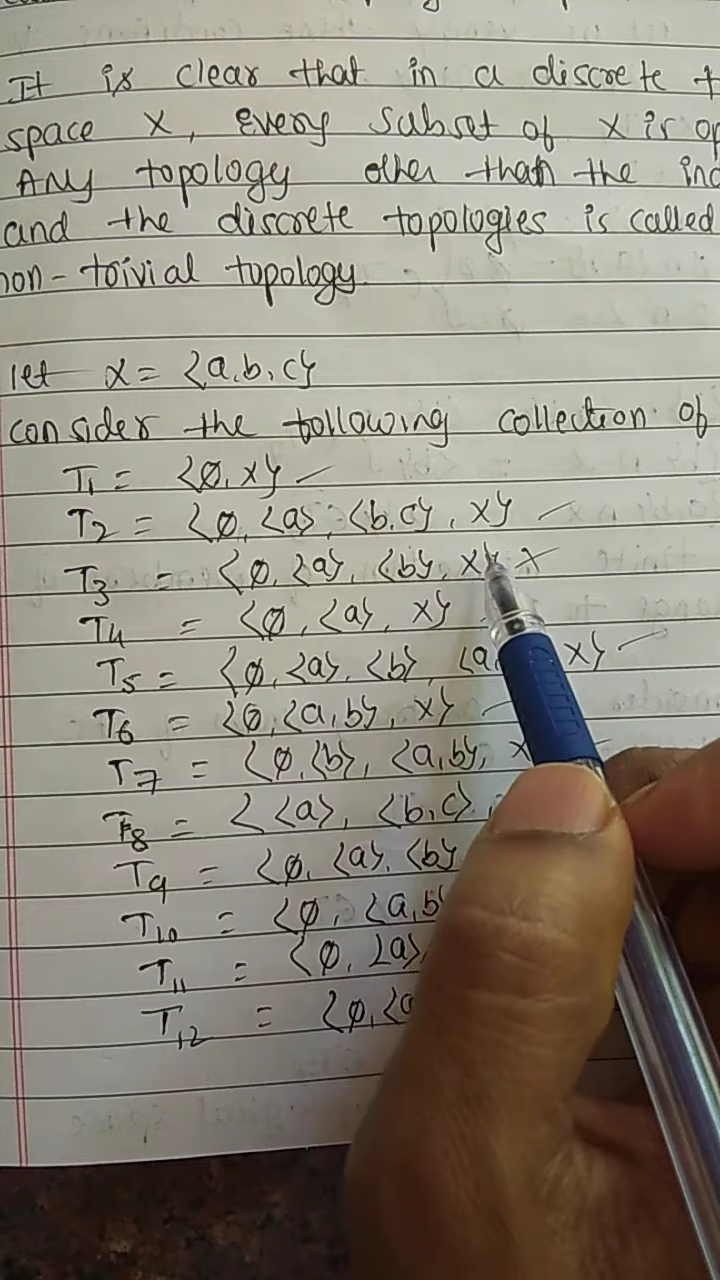 It is clear that in a discrete t
space X, every subset of X is op
Any topology other than the ind
and the discrete topologies is called
non-trivial topology.
let X = {a,b,c}
consider the following collection of
T1 = {∅,X}
T2 = {∅,{a},{b,c},X}
T3 = {∅,{a},{b},X} ×
T4 = {∅,{a},X}
T5 = {∅,{a},{b},{a X}
T6 = {∅,{a,b},X}
T7 = {∅,{b},{a,b}, X
T8 = {{a},{b,c},
T9 = {∅,{a},{b}
T10 = {∅,{a,b}
T11 = {∅,{a},
T12 = {∅,{a